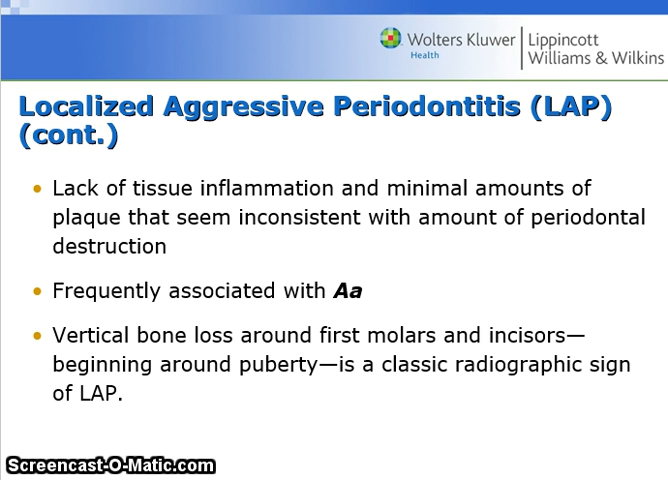 Wolters Kluwer
Health
Lippincott
Williams & Wilkins
Localized Aggressive Periodontitis (LAP)
(cont.)
• Lack of tissue inflammation and minimal amounts of
plaque that seem inconsistent with amount of periodontal
destruction
• Frequently associated with Aa
• Vertical bone loss around first molars and incisors—
beginning around puberty—is a classic radiographic sign
of LAP.
Screencast-O-Matic.com